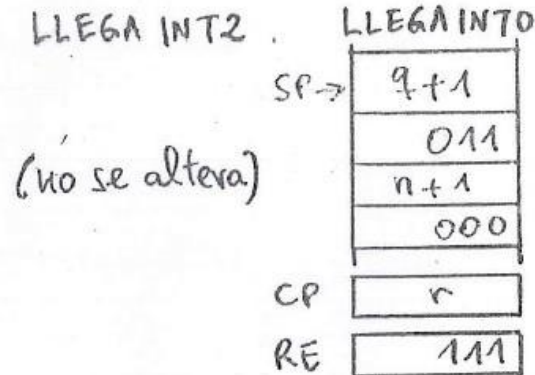 LLEGA INT2. LLEGA INT0
SP→ q+1
011
(no se altera) n+1
000
CP r
RE 111